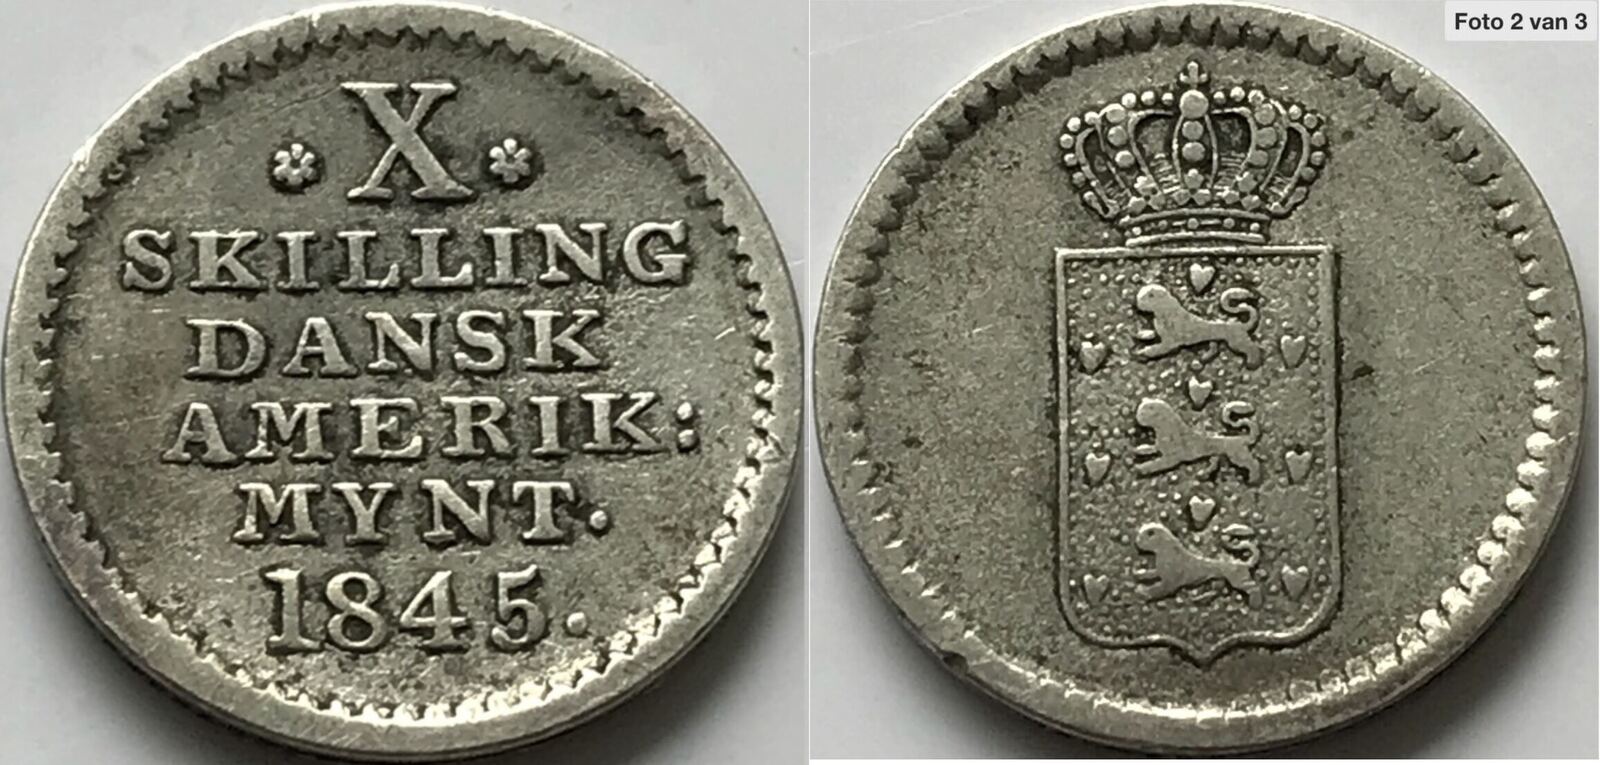 X
SKILLING
DANSK
AMERIK:
MYNT.
1845.
Foto 2 van 3